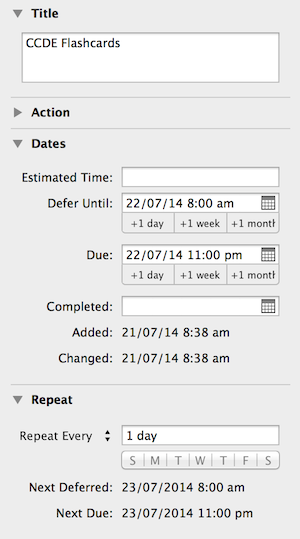 Title
CCDE Flashcards
Action
Dates
Estimated Time:
Defer Until: 22/07/14 8:00 am
+1 day +1 week +1 month
Due: 22/07/14 11:00 pm
+1 day +1 week +1 month
Completed:
Added: 21/07/14 8:38 am
Changed: 21/07/14 8:38 am
Repeat
Repeat Every 1 day
S M T W T F S
Next Deferred: 23/07/2014 8:00 am
Next Due: 23/07/2014 11:00 pm